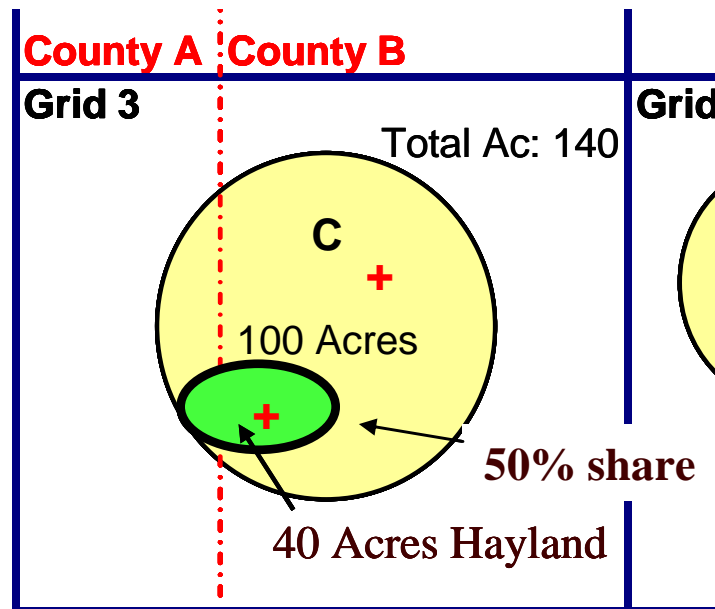 County A County B
Grid 3
Grid
Total Ac: 140
C
100 Acres
50% share
40 Acres Hayland